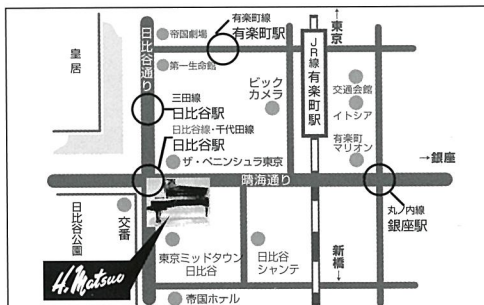 有楽町線
有楽町駅
↑東京
帝国劇場
日比谷通り
皇居
第一生命館
JR線 有楽町駅
ビック
カメラ
交通会館
イトシア
三田線
日比谷駅
日比谷線・千代田線
日比谷駅
有楽町
マリオン
ザ・ペニンシュラ東京
→銀座
晴海通り
丸ノ内線
銀座駅
日比谷公園
交番
H. Matsuo
東京ミッドタウン
日比谷
日比谷
シャンテ
新橋↓
帝国ホテル